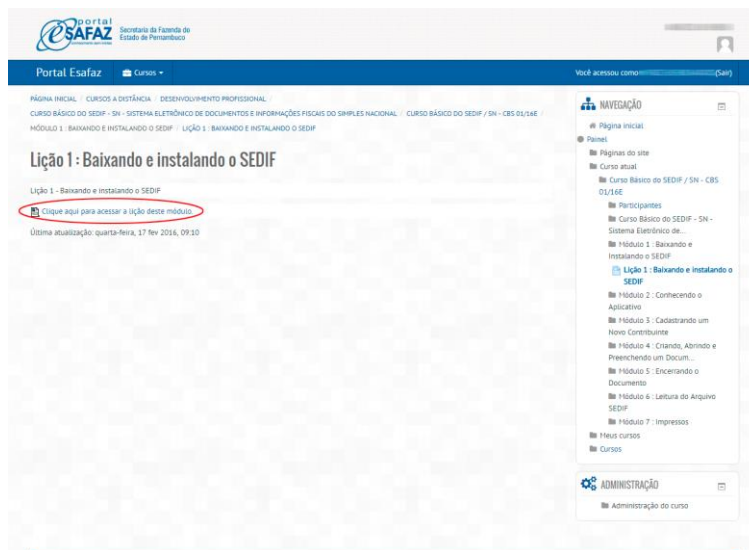 portal
eSAFAZ
Secretaria da Fazenda do
Estado de Pernambuco
Portal Esafaz
Cursos
Você acessou como
(Sair)
PÁGINA INICIAL / CURSOS A DISTÂNCIA / DESENVOLVIMENTO PROFISSIONAL /
CURSO BÁSICO DO SEDIF - SN - SISTEMA ELETRÔNICO DE DOCUMENTOS E INFORMAÇÕES FISCAIS DO SIMPLES NACIONAL / CURSO BÁSICO DO SEDIF / SN - CBS 01/16E /
MÓDULO 1 : BAIXANDO E INSTALANDO O SEDIF / LIÇÃO 1 : BAIXANDO E INSTALANDO O SEDIF
Lição 1 : Baixando e instalando o SEDIF
Lição 1 - Baixando e instalando o SEDIF
Clique aqui para acessar a lição deste módulo.
Última atualização: quarta-feira, 17 fev 2016, 09:10
NAVEGAÇÃO
Página inicial
Painel
Páginas do site
Curso atual
Curso Básico do SEDIF / SN - CBS
01/16E
Participantes
Curso Básico do SEDIF - SN -
Sistema Eletrônico de...
Módulo 1 : Baixando e
Instalando o SEDIF
Lição 1 : Baixando e instalando o
SEDIF
Módulo 2 : Conhecendo o
Aplicativo
Módulo 3 : Cadastrando um
Novo Contribuinte
Módulo 4 : Criando, Abrindo e
Preenchendo um Docum...
Módulo 5 : Encerrando o
Documento
Módulo 6 : Leitura do Arquivo
SEDIF
Módulo 7 : Impressos
Meus cursos
Cursos
ADMINISTRAÇÃO
Administração do curso